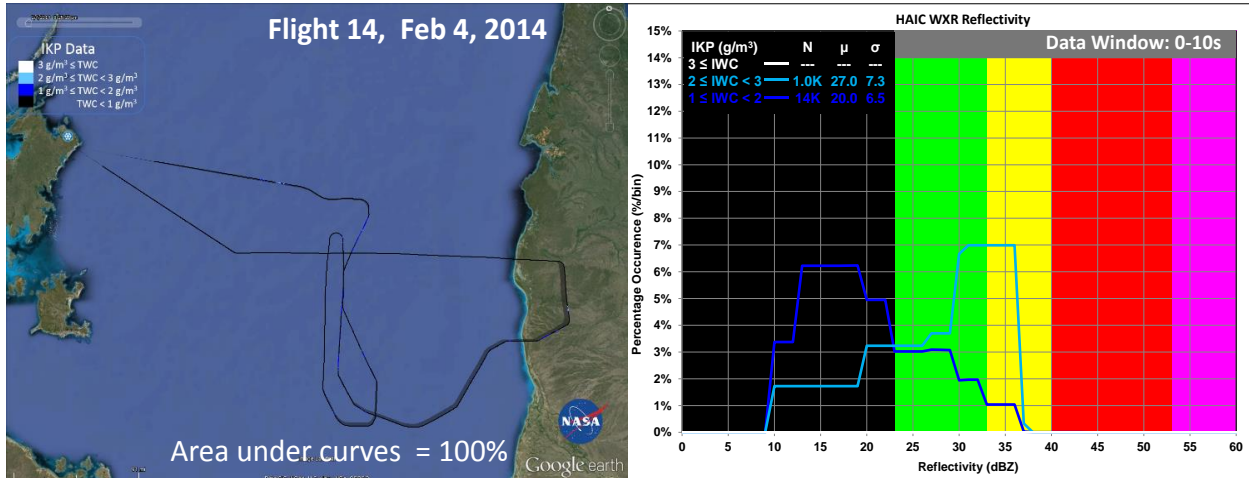 Flight 14, Feb 4, 2014
IKP Data
3 g/m³ ≤ TWC
2 g/m³ ≤ TWC < 3 g/m³
1 g/m³ ≤ TWC < 2 g/m³
TWC < 1 g/m³
NASA
Area under curves = 100%
Google earth
HAIC WXR Reflectivity
Data Window: 0-10s
IKP (g/m³) N μ σ
3 ≤ IWC --- --- ---
2 ≤ IWC < 3 1.0K 27.0 7.3
1 ≤ IWC < 2 14K 20.0 6.5
Percentage Occurence (%/bin)
15%
14%
13%
12%
11%
10%
9%
8%
7%
6%
5%
4%
3%
2%
1%
0%
0 5 10 15 20 25 30 35 40 45 50 55 60
Reflectivity (dBZ)